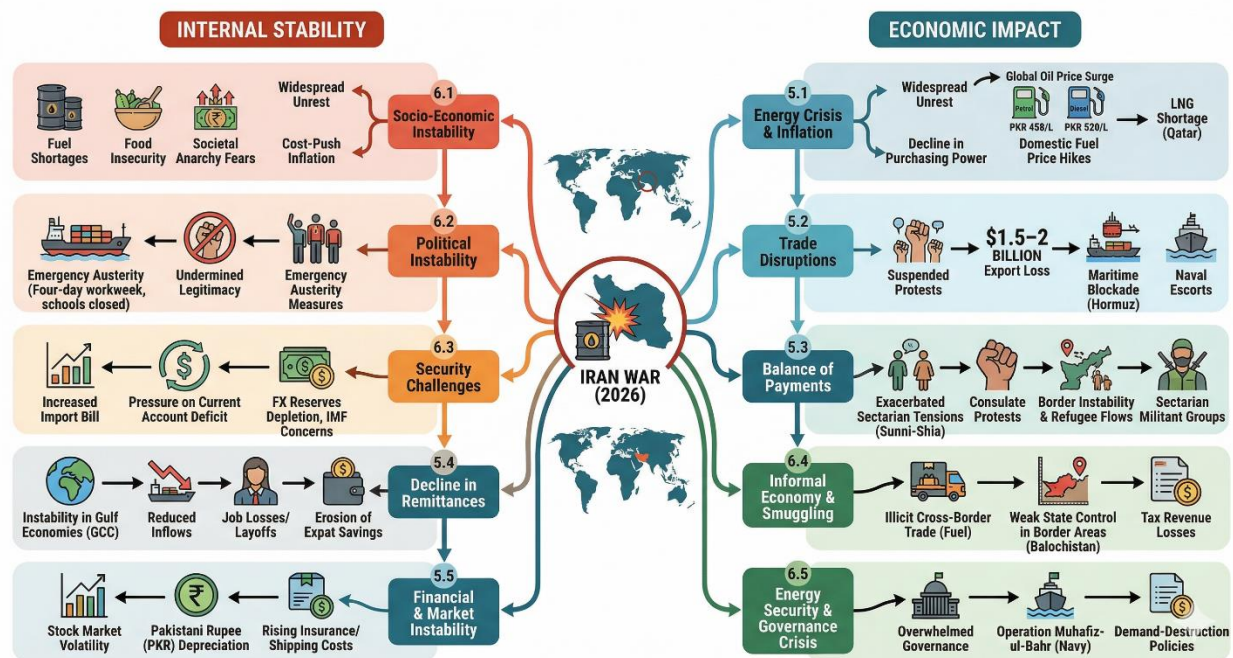 INTERNAL STABILITY
6.1
Socio-Economic
Instability
Widespread
Unrest
Cost-Push
Inflation
Fuel
Shortages
Food
Insecurity
Societal
Anarchy Fears
6.2
Political
Instability
Emergency
Austerity
Measures
Undermined
Legitimacy
Emergency Austerity
(Four-day workweek,
schools closed)
6.3
Security
Challenges
FX Reserves
Depletion, IMF
Concerns
Pressure on Current
Account Deficit
Increased
Import Bill
5.4
Decline in
Remittances
Instability in Gulf
Economies (GCC)
Reduced
Inflows
Job Losses/
Layoffs
Erosion of
Expat Savings
5.5
Financial
& Market
Instability
Rising Insurance/
Shipping Costs
Pakistani Rupee
(PKR) Depreciation
Stock Market
Volatility
IRAN WAR
(2026)
ECONOMIC IMPACT
5.1
Energy Crisis
& Inflation
Widespread
Unrest
Decline in
Purchasing Power
Global Oil Price Surge
Petrol
PKR 458/L
Diesel
PKR 520/L
Domestic Fuel
Price Hikes
LNG
Shortage
(Qatar)
5.2
Trade
Disruptions
Suspended
Protests
$1.5–2
BILLION
Export Loss
Maritime
Blockade
(Hormuz)
Naval
Escorts
5.3
Balance of
Payments
Exacerbated
Sectarian Tensions
(Sunni-Shia)
Consulate
Protests
Border Instability
& Refugee Flows
Sectarian
Militant Groups
6.4
Informal
Economy &
Smuggling
Illicit Cross-Border
Trade (Fuel)
Weak State Control
in Border Areas
(Balochistan)
Tax Revenue
Losses
6.5
Energy
Security &
Governance
Crisis
Overwhelmed
Governance
Operation Muhafiz-
ul-Bahr (Navy)
Demand-Destruction
Policies